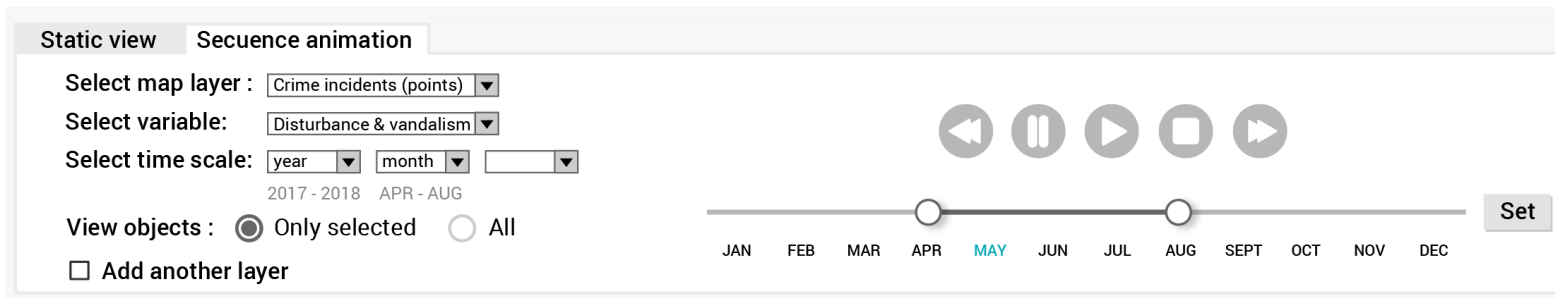 Static view Secuence animation
Select map layer : Crime incidents (points)
Select variable: Disturbance & vandalism
Select time scale: year month
2017 - 2018 APR - AUG
View objects : Only selected All
Add another layer
Set
JAN FEB MAR APR MAY JUN JUL AUG SEPT OCT NOV DEC